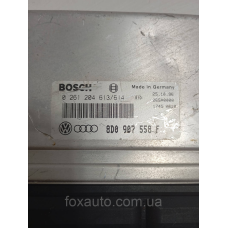 BOSCH Made in Germany
0 261 204 613/614
8D0 907 558 F
foxauto.com.ua